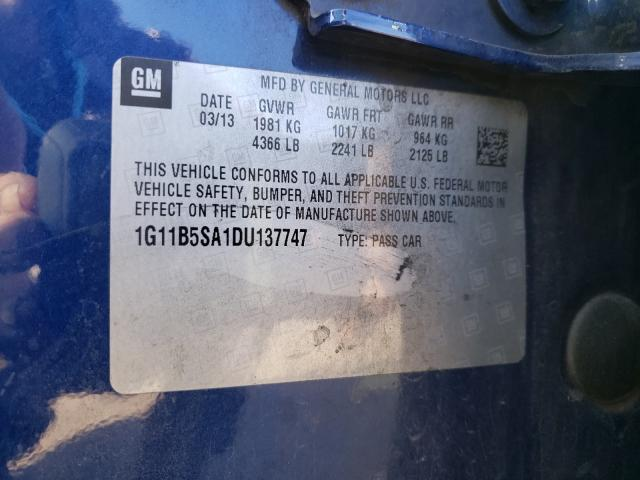 GM
MFD BY GENERAL MOTORS LLC
DATE GVWR GAWR FRT GAWR RR
03/13 1981 KG 1017 KG 964 KG
4366 LB 2241 LB 2125 LB
THIS VEHICLE CONFORMS TO ALL APPLICABLE U.S. FEDERAL MOTOR
VEHICLE SAFETY, BUMPER, AND THEFT PREVENTION STANDARDS IN
EFFECT ON THE DATE OF MANUFACTURE SHOWN ABOVE.
1G11B5SA1DU137747 TYPE: PASS CAR